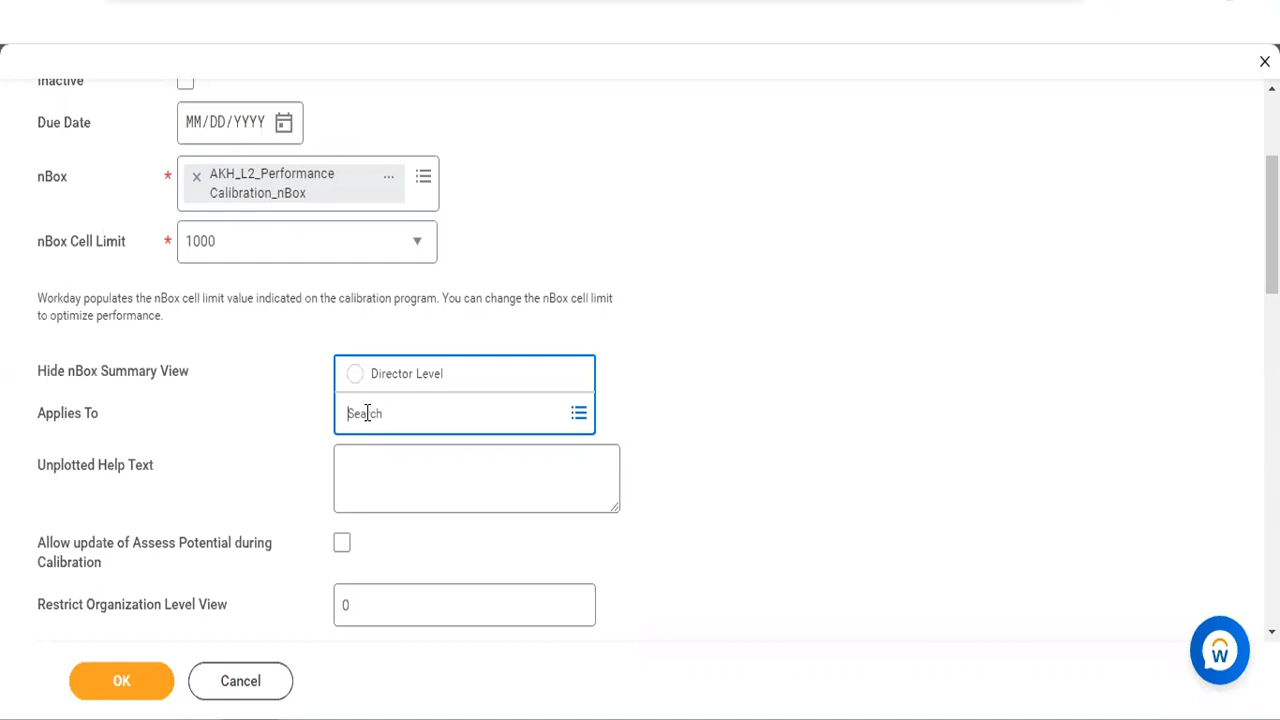 X
Inactive
Due Date
MM/DD/YYYY
nBox
*
× AKH_L2_Performance
Calibration_nBox
...
nBox Cell Limit
*
1000
Workday populates the nBox cell limit value indicated on the calibration program. You can change the nBox cell limit
to optimize performance.
Hide nBox Summary View
Director Level
Applies To
Search
Unplotted Help Text
Allow update of Assess Potential during
Calibration
Restrict Organization Level View
0
W
OK
Cancel